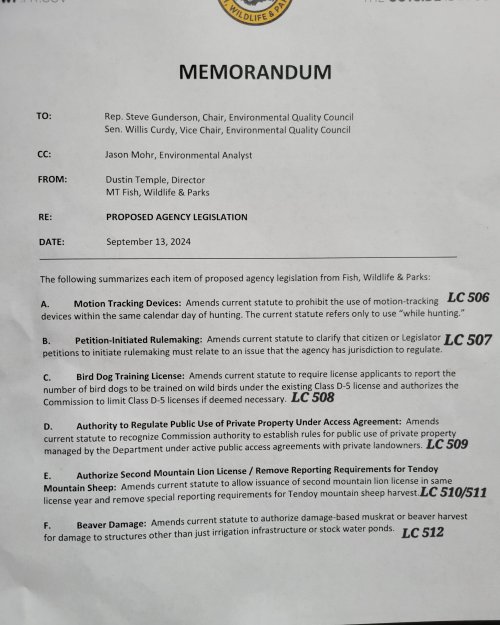 , WILDLIFE & PA
MEMORANDUM
TO: Rep. Steve Gunderson, Chair, Environmental Quality Council
Sen. Willis Curdy, Vice Chair, Environmental Quality Council
CC: Jason Mohr, Environmental Analyst
FROM: Dustin Temple, Director
MT Fish, Wildlife & Parks
RE: PROPOSED AGENCY LEGISLATION
DATE: September 13, 2024
The following summarizes each item of proposed agency legislation from Fish, Wildlife & Parks:
A. Motion Tracking Devices: Amends current statute to prohibit the use of motion-tracking LC 506
devices within the same calendar day of hunting. The current statute refers only to use “while hunting.”
B. Petition-Initiated Rulemaking: Amends current statute to clarify that citizen or Legislator LC 507
petitions to initiate rulemaking must relate to an issue that the agency has jurisdiction to regulate.
C. Bird Dog Training License: Amends current statute to require license applicants to report the
number of bird dogs to be trained on wild birds under the existing Class D-5 license and authorizes the
Commission to limit Class D-5 licenses if deemed necessary. LC 508
D. Authority to Regulate Public Use of Private Property Under Access Agreement: Amends
current statute to recognize Commission authority to establish rules for public use of private property
managed by the Department under active public access agreements with private landowners. LC 509
E. Authorize Second Mountain Lion License / Remove Reporting Requirements for Tendoy
Mountain Sheep: Amends current statute to allow issuance of second mountain lion license in same
license year and remove special reporting requirements for Tendoy mountain sheep harvest. LC 510/511
F. Beaver Damage: Amends current statute to authorize damage-based muskrat or beaver harvest
for damage to structures other than just irrigation infrastructure or stock water ponds. LC 512